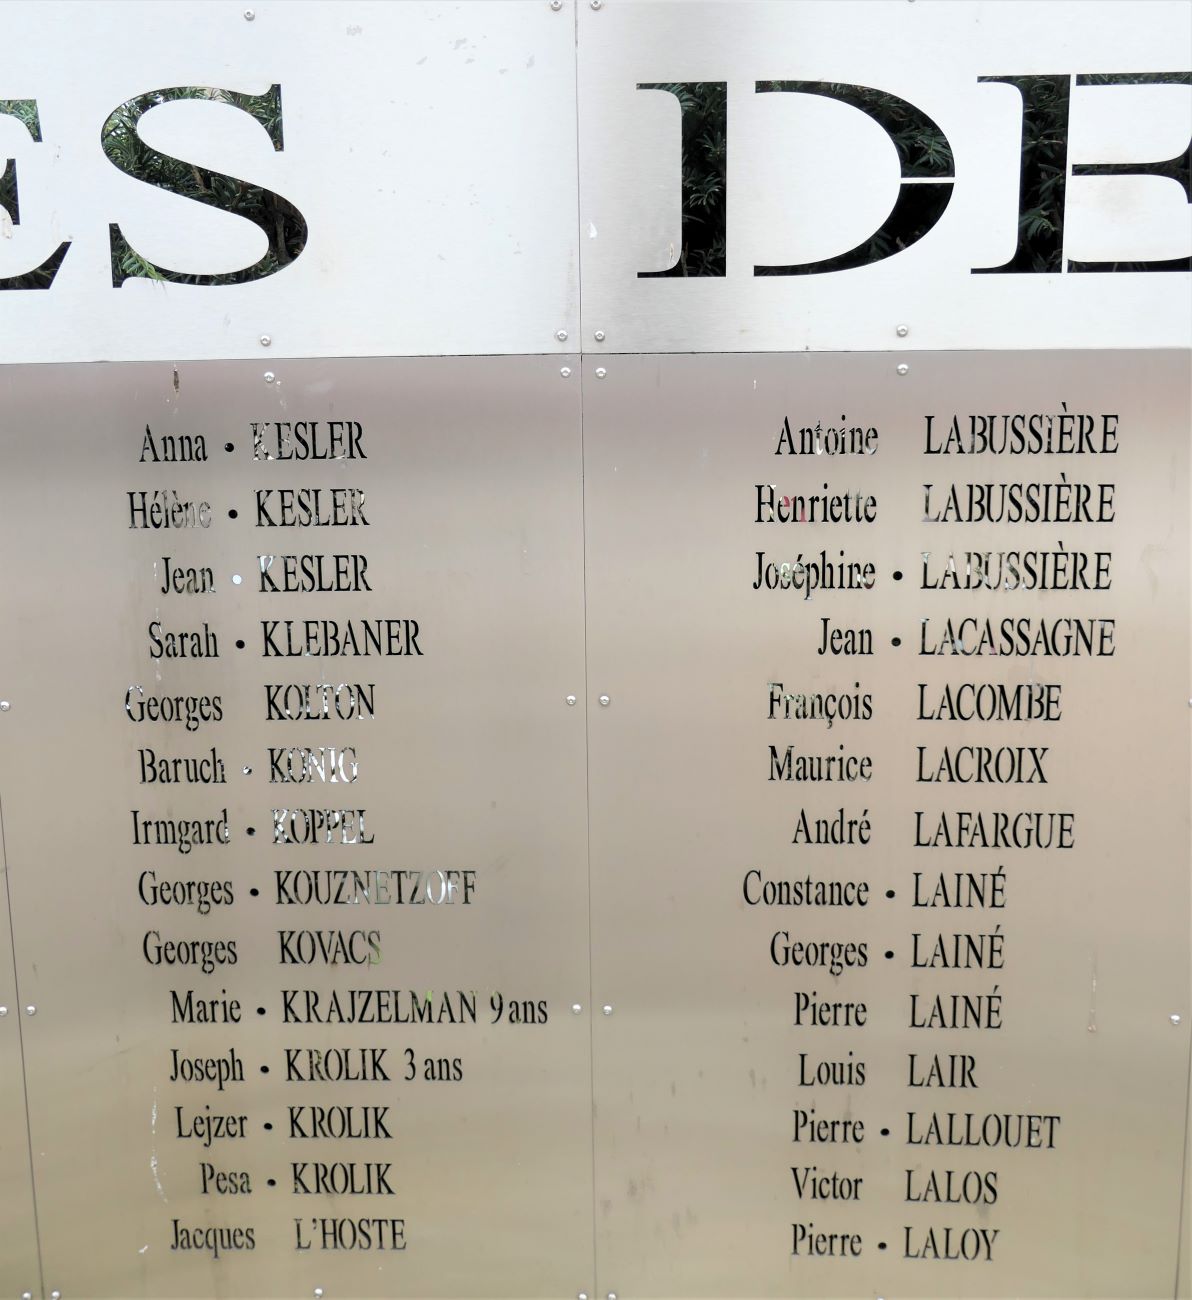 ES DE
Anna • KESLER
Hélène • KESLER
Jean • KESLER
Sarah • KLEBANER
Georges KOLTON
Baruch • KONIG
Irmgard • KOPPEL
Georges • KOUZNETZOFF
Georges KOVACS
Marie • KRAJZELMAN 9 ans
Joseph • KROLIK 3 ans
Lejzer • KROLIK
Pesa • KROLIK
Jacques L'HOSTE
Antoine LABUSSIÈRE
Henriette LABUSSIÈRE
Joséphine • LABUSSIÈRE
Jean • LACASSAGNE
François LACOMBE
Maurice LACROIX
André LAFARGUE
Constance • LAINÉ
Georges • LAINÉ
Pierre LAINÉ
Louis LAIR
Pierre • LALLOUET
Victor LALOS
Pierre • LALOY